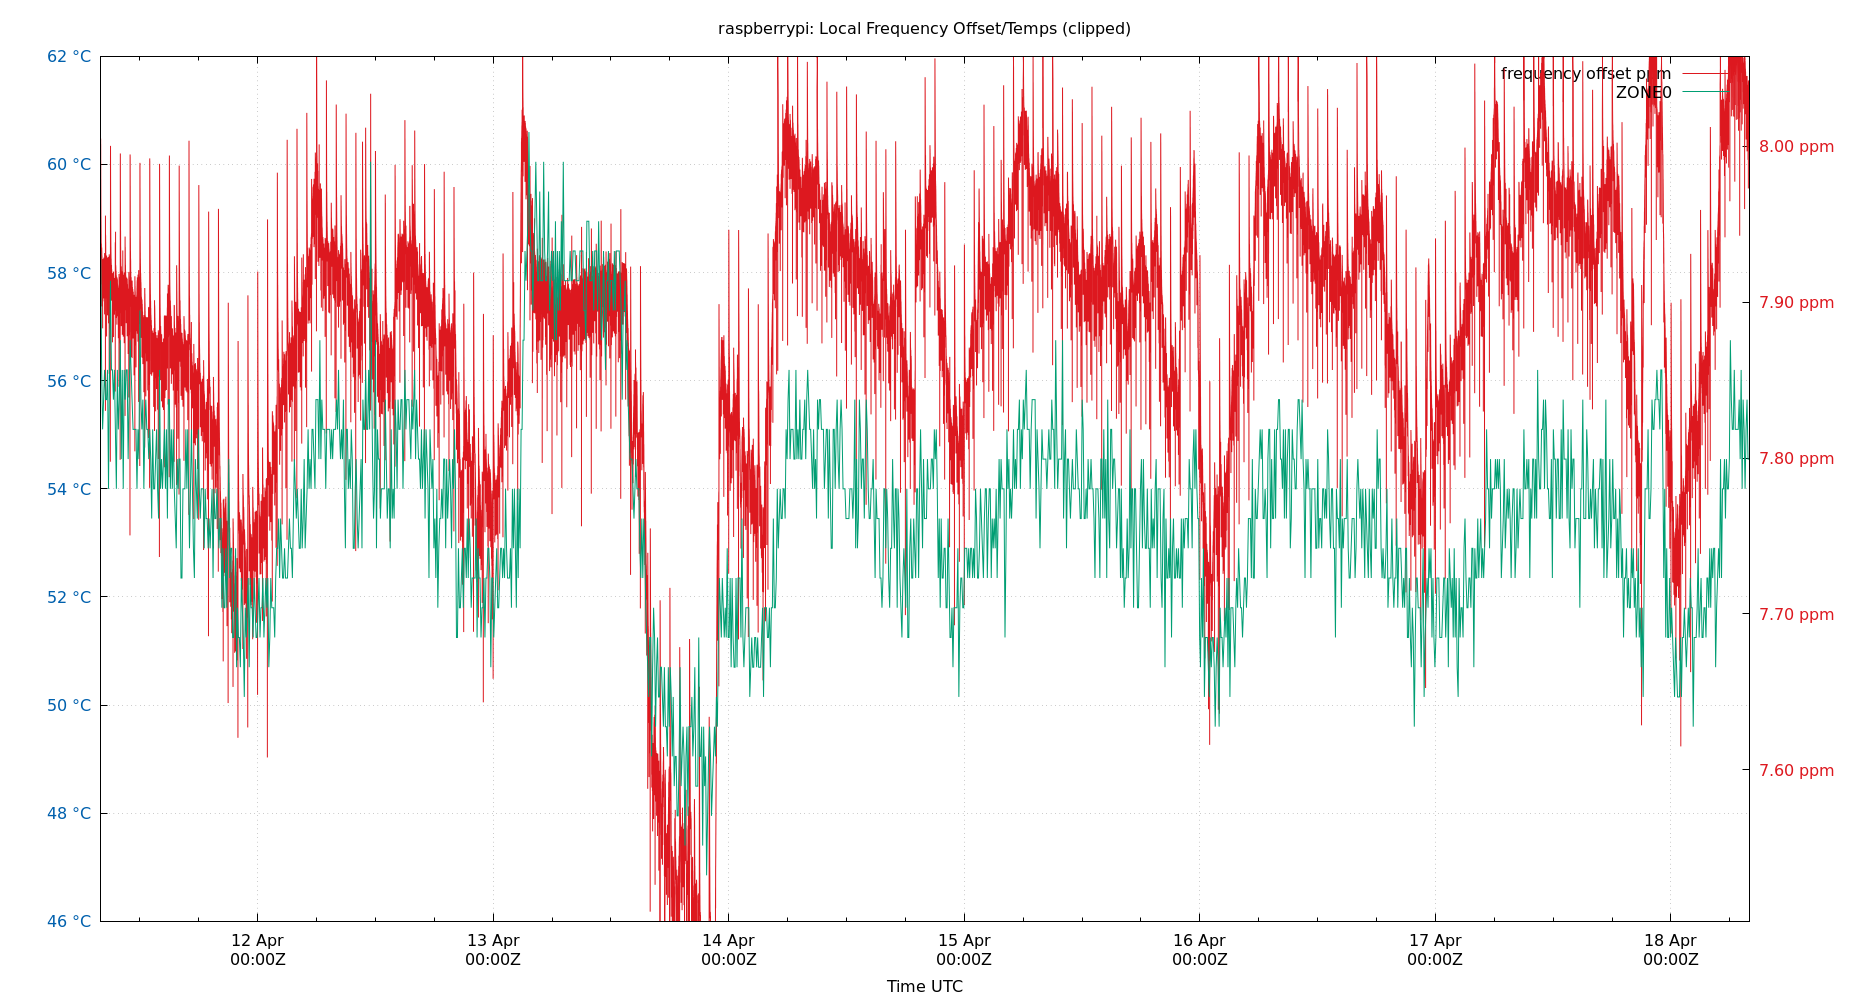 raspberrypi: Local Frequency Offset/Temps (clipped)
62 °C
60 °C
58 °C
56 °C
54 °C
52 °C
50 °C
48 °C
46 °C
frequency offset ppm
ZONE0
8.00 ppm
7.90 ppm
7.80 ppm
7.70 ppm
7.60 ppm
12 Apr
00:00Z
13 Apr
00:00Z
14 Apr
00:00Z
15 Apr
00:00Z
16 Apr
00:00Z
17 Apr
00:00Z
18 Apr
00:00Z
Time UTC